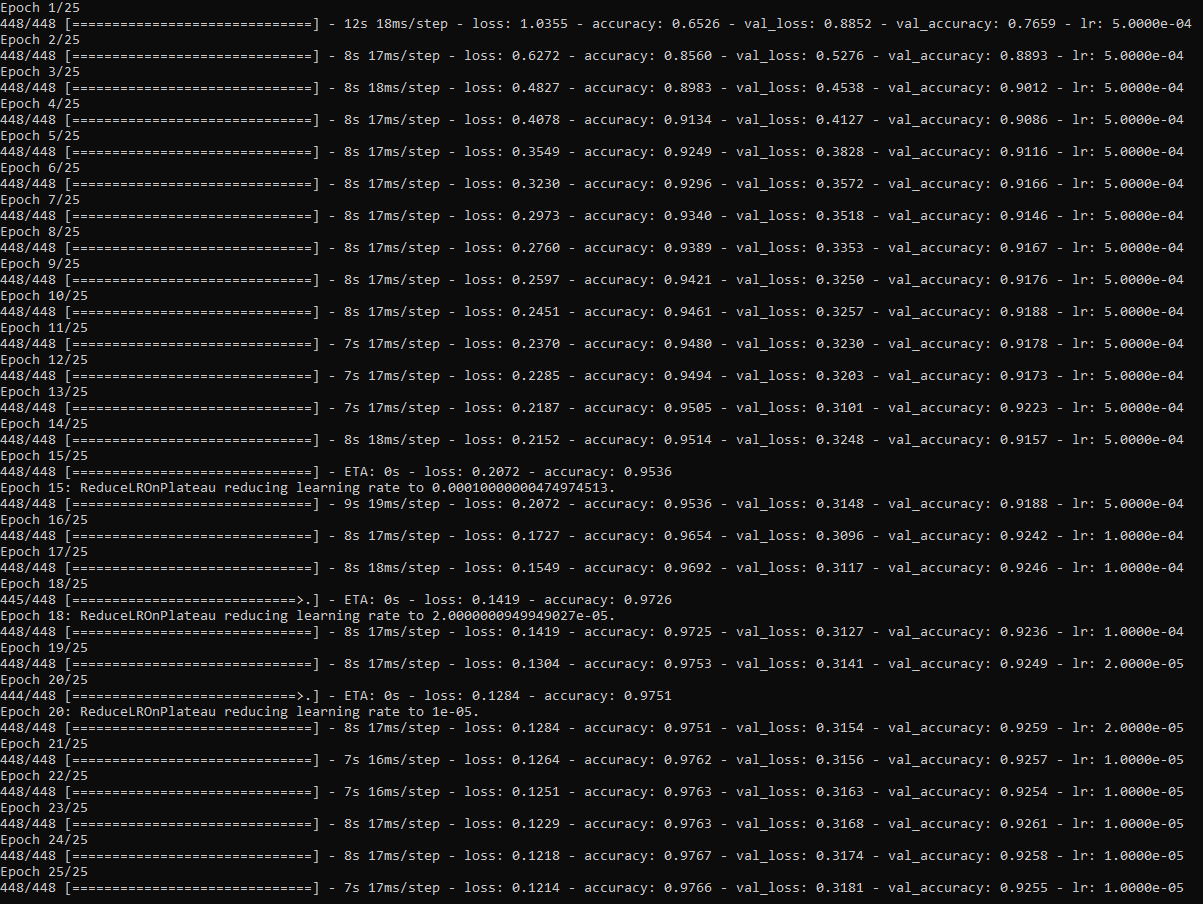 Epoch 1/25
448/448 [==============================] - 12s 18ms/step - loss: 1.0355 - accuracy: 0.6526 - val_loss: 0.8852 - val_accuracy: 0.7659 - lr: 5.0000e-04
Epoch 2/25
448/448 [==============================] - 8s 17ms/step - loss: 0.6272 - accuracy: 0.8560 - val_loss: 0.5276 - val_accuracy: 0.8893 - lr: 5.0000e-04
Epoch 3/25
448/448 [==============================] - 8s 18ms/step - loss: 0.4827 - accuracy: 0.8983 - val_loss: 0.4538 - val_accuracy: 0.9012 - lr: 5.0000e-04
Epoch 4/25
448/448 [==============================] - 8s 17ms/step - loss: 0.4078 - accuracy: 0.9134 - val_loss: 0.4127 - val_accuracy: 0.9086 - lr: 5.0000e-04
Epoch 5/25
448/448 [==============================] - 8s 17ms/step - loss: 0.3549 - accuracy: 0.9249 - val_loss: 0.3828 - val_accuracy: 0.9116 - lr: 5.0000e-04
Epoch 6/25
448/448 [==============================] - 8s 17ms/step - loss: 0.3230 - accuracy: 0.9296 - val_loss: 0.3572 - val_accuracy: 0.9166 - lr: 5.0000e-04
Epoch 7/25
448/448 [==============================] - 8s 17ms/step - loss: 0.2973 - accuracy: 0.9340 - val_loss: 0.3518 - val_accuracy: 0.9146 - lr: 5.0000e-04
Epoch 8/25
448/448 [==============================] - 8s 17ms/step - loss: 0.2760 - accuracy: 0.9389 - val_loss: 0.3353 - val_accuracy: 0.9167 - lr: 5.0000e-04
Epoch 9/25
448/448 [==============================] - 8s 17ms/step - loss: 0.2597 - accuracy: 0.9421 - val_loss: 0.3250 - val_accuracy: 0.9176 - lr: 5.0000e-04
Epoch 10/25
448/448 [==============================] - 8s 17ms/step - loss: 0.2451 - accuracy: 0.9461 - val_loss: 0.3257 - val_accuracy: 0.9188 - lr: 5.0000e-04
Epoch 11/25
448/448 [==============================] - 7s 17ms/step - loss: 0.2370 - accuracy: 0.9480 - val_loss: 0.3230 - val_accuracy: 0.9178 - lr: 5.0000e-04
Epoch 12/25
448/448 [==============================] - 7s 17ms/step - loss: 0.2285 - accuracy: 0.9494 - val_loss: 0.3203 - val_accuracy: 0.9173 - lr: 5.0000e-04
Epoch 13/25
448/448 [==============================] - 7s 17ms/step - loss: 0.2187 - accuracy: 0.9505 - val_loss: 0.3101 - val_accuracy: 0.9223 - lr: 5.0000e-04
Epoch 14/25
448/448 [==============================] - 8s 18ms/step - loss: 0.2152 - accuracy: 0.9514 - val_loss: 0.3248 - val_accuracy: 0.9157 - lr: 5.0000e-04
Epoch 15/25
448/448 [==============================] - ETA: 0s - loss: 0.2072 - accuracy: 0.9536
Epoch 15: ReduceLROnPlateau reducing learning rate to 0.00010000000474974513.
448/448 [==============================] - 9s 19ms/step - loss: 0.2072 - accuracy: 0.9536 - val_loss: 0.3148 - val_accuracy: 0.9188 - lr: 5.0000e-04
Epoch 16/25
448/448 [==============================] - 8s 17ms/step - loss: 0.1727 - accuracy: 0.9654 - val_loss: 0.3096 - val_accuracy: 0.9242 - lr: 1.0000e-04
Epoch 17/25
448/448 [==============================] - 8s 18ms/step - loss: 0.1549 - accuracy: 0.9692 - val_loss: 0.3117 - val_accuracy: 0.9246 - lr: 1.0000e-04
Epoch 18/25
445/448 [============================>.] - ETA: 0s - loss: 0.1419 - accuracy: 0.9726
Epoch 18: ReduceLROnPlateau reducing learning rate to 2.0000000949949027e-05.
448/448 [==============================] - 8s 17ms/step - loss: 0.1419 - accuracy: 0.9725 - val_loss: 0.3127 - val_accuracy: 0.9236 - lr: 1.0000e-04
Epoch 19/25
448/448 [==============================] - 8s 17ms/step - loss: 0.1304 - accuracy: 0.9753 - val_loss: 0.3141 - val_accuracy: 0.9249 - lr: 2.0000e-05
Epoch 20/25
444/448 [============================>.] - ETA: 0s - loss: 0.1284 - accuracy: 0.9751
Epoch 20: ReduceLROnPlateau reducing learning rate to 1e-05.
448/448 [==============================] - 8s 17ms/step - loss: 0.1284 - accuracy: 0.9751 - val_loss: 0.3154 - val_accuracy: 0.9259 - lr: 2.0000e-05
Epoch 21/25
448/448 [==============================] - 7s 16ms/step - loss: 0.1264 - accuracy: 0.9762 - val_loss: 0.3156 - val_accuracy: 0.9257 - lr: 1.0000e-05
Epoch 22/25
448/448 [==============================] - 7s 16ms/step - loss: 0.1251 - accuracy: 0.9763 - val_loss: 0.3163 - val_accuracy: 0.9254 - lr: 1.0000e-05
Epoch 23/25
448/448 [==============================] - 8s 17ms/step - loss: 0.1229 - accuracy: 0.9763 - val_loss: 0.3168 - val_accuracy: 0.9261 - lr: 1.0000e-05
Epoch 24/25
448/448 [==============================] - 8s 17ms/step - loss: 0.1218 - accuracy: 0.9767 - val_loss: 0.3174 - val_accuracy: 0.9258 - lr: 1.0000e-05
Epoch 25/25
448/448 [==============================] - 7s 17ms/step - loss: 0.1214 - accuracy: 0.9766 - val_loss: 0.3181 - val_accuracy: 0.9255 - lr: 1.0000e-05